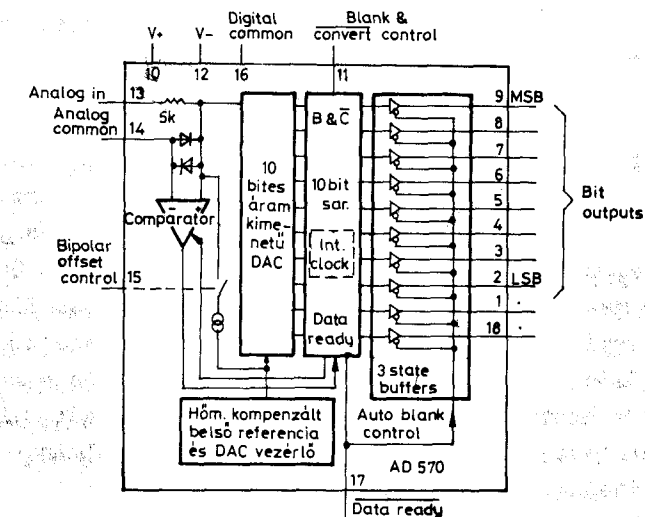 V+
V-
Digital
common
Blank &
convert control
10
12
16
11
Analog in
13
5k
Analog
common
14
B & C̅
9 MSB
8
7
6
5
4
3
2 LSB
1
18
Bit
outputs
10
bites
áram
kime-
netű
DAC
10 bit
sar.
Int.
clock
Data
ready
-
+
Comparator
Bipolar
offset
control
15
3 state
buffers
Hőm. kompenzált
belső referencia
és DAC vezérlő
Auto blank
control
AD 570
17
Data ready